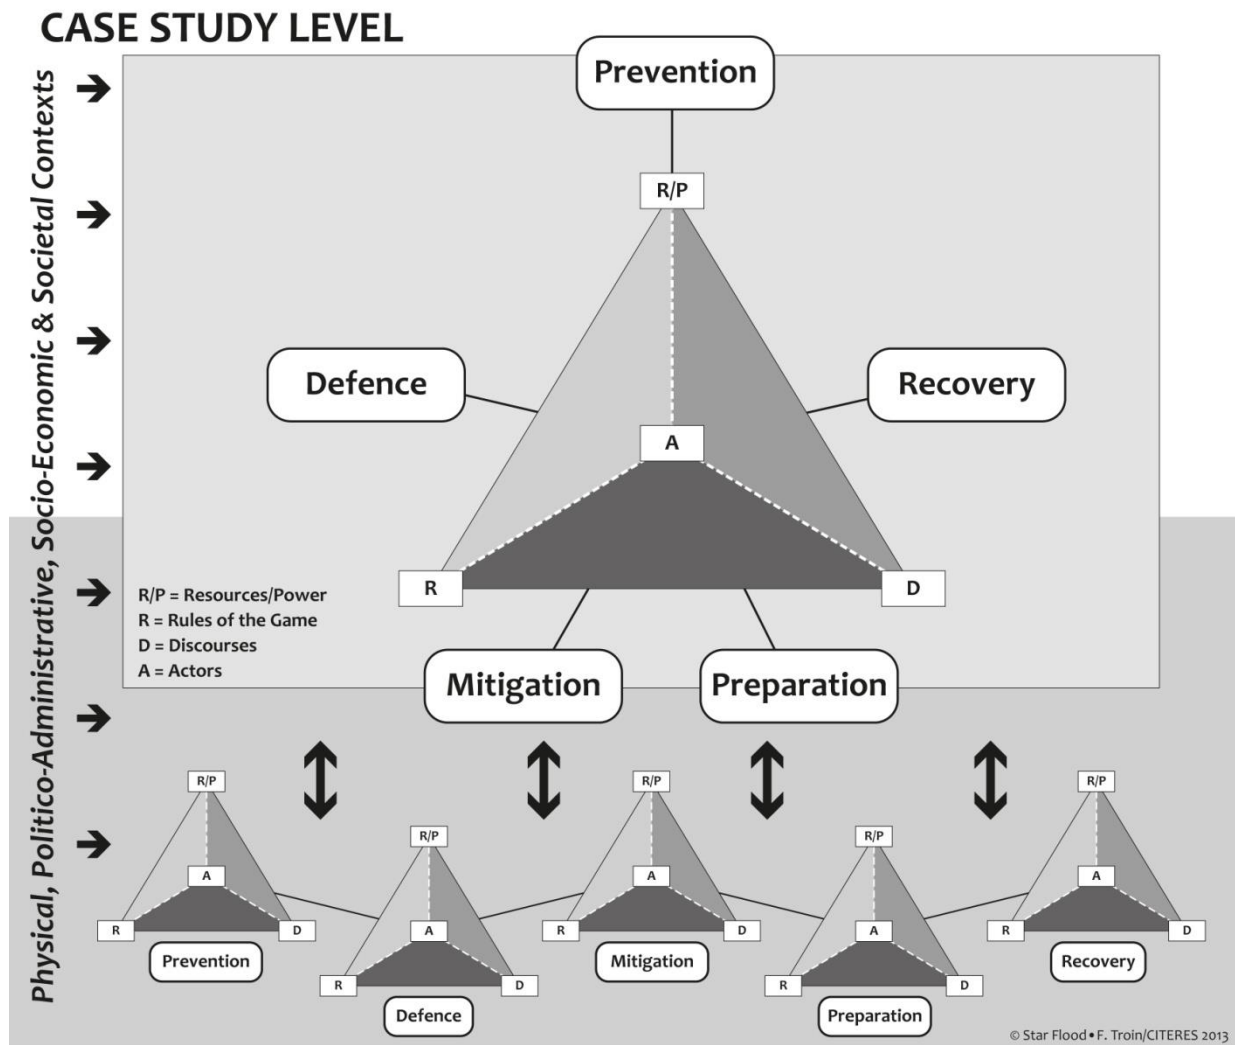 CASE STUDY LEVEL
Physical, Politico-Administrative, Socio-Economic & Societal Contexts
Prevention
R/P
Defence
Recovery
A
R
D
R/P = Resources/Power
R = Rules of the Game
D = Discourses
A = Actors
Mitigation
Preparation
R/P
A
R
D
Prevention
R/P
A
R
D
Defence
R/P
A
R
D
Mitigation
R/P
A
R
D
Preparation
R/P
A
R
D
Recovery
© Star Flood • F. Troin/CITERES 2013